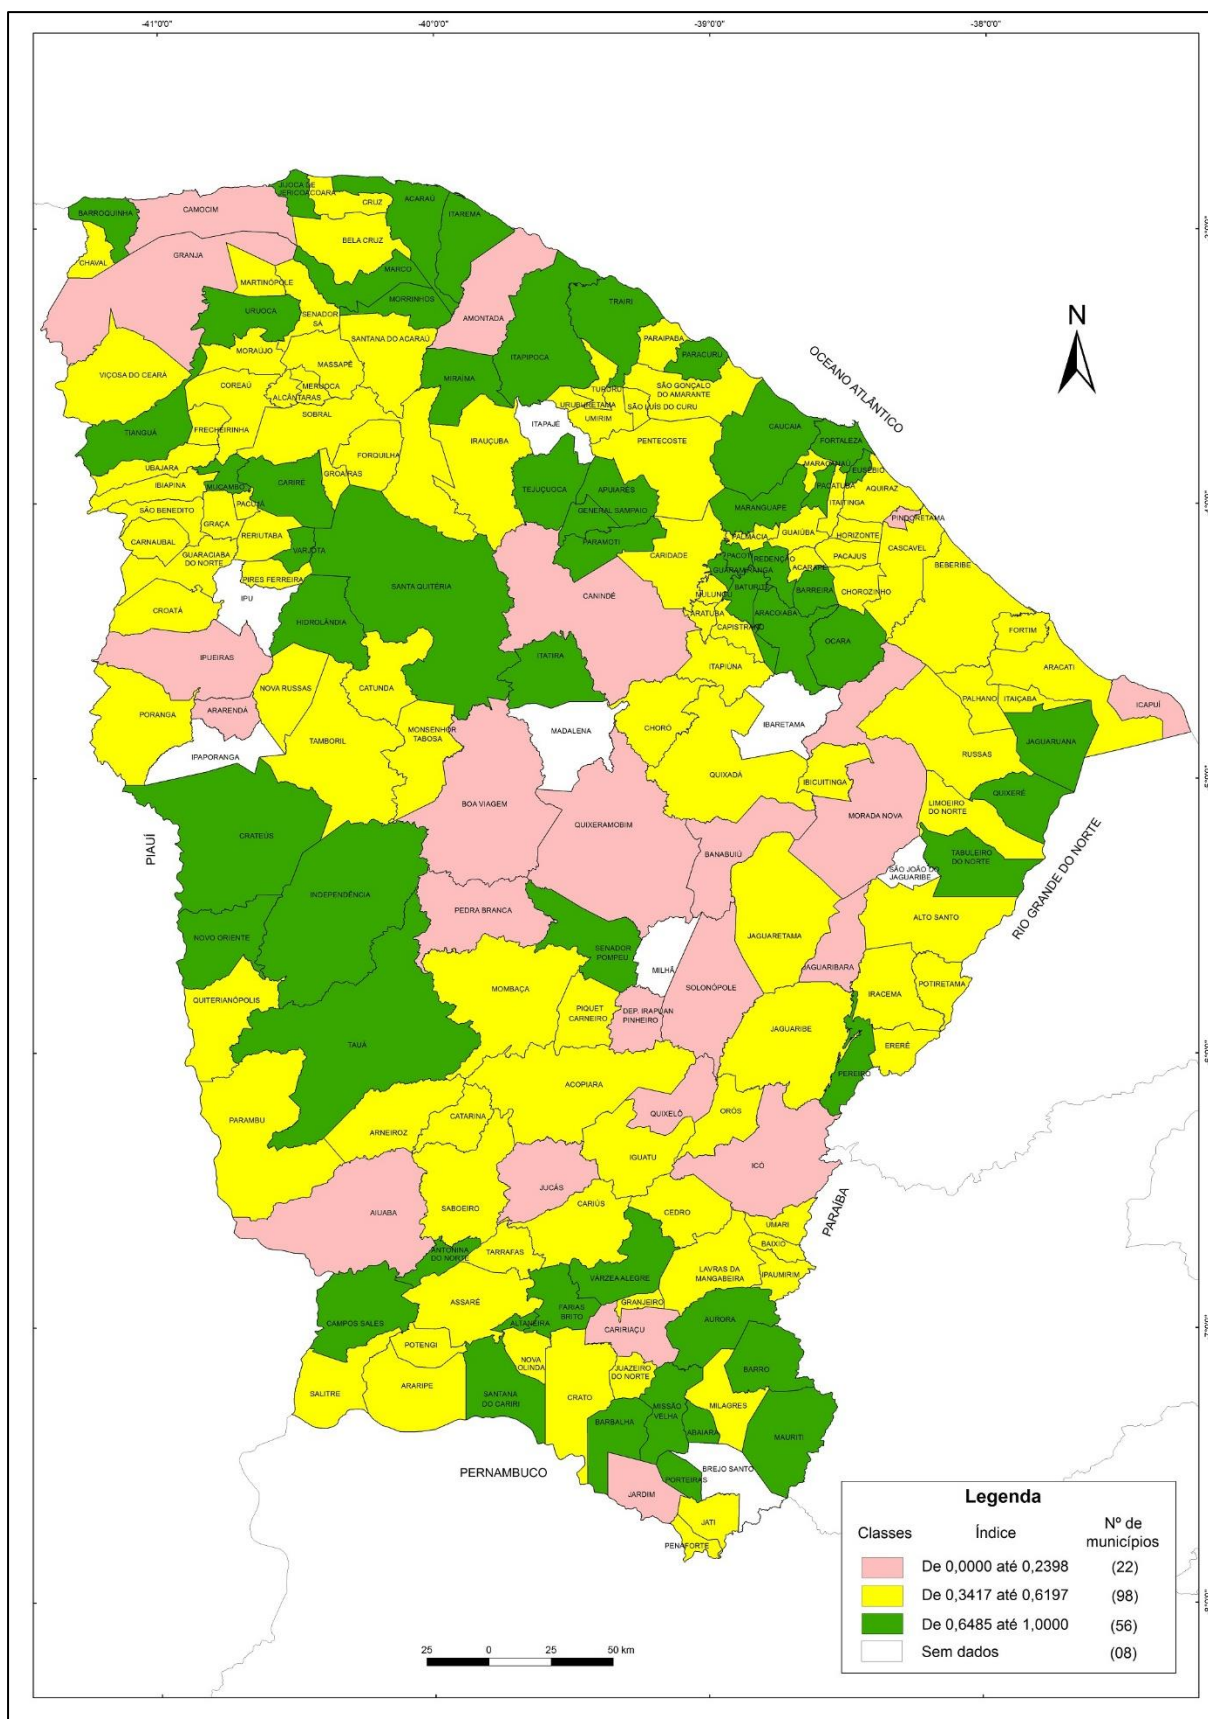 -41°0'0"
-40°0'0"
-39°0'0"
-38°0'0"
JIJOCA DE
JERICOACOARA
CRUZ
ACARAÚ
ITAREMA
BARROQUINHA
CAMOCIM
BELA CRUZ
CHAVAL
GRANJA
MARCO
MARTINÓPOLE
MORRINHOS
URUOCA
SENADOR
SÁ
AMONTADA
TRAIRI
N
SANTANA DO ACARAÚ
MORAÚJO
ITAPIPOCA
PARAIPABA
PARACURU
OCEANO ATLÂNTICO
VIÇOSA DO CEARÁ
MASSAPÊ
MIRAÍMA
COREAÚ
MERUOCA
ALCÂNTARAS
TURURU
SÃO GONÇALO
DO AMARANTE
URUBURETAMA
SÃO LUÍS DO CURU
SOBRAL
UMIRIM
ITAPAJÉ
TIANGUÁ
FRECHEIRINHA
IRAUÇUBA
PENTECOSTE
CAUCAIA
FORTALEZA
FORQUILHA
UBAJARA
GROAÍRAS
MARACANAÚ
EUSÉBIO
IBIAPINA
MUCAMBO
CARIRÉ
TEJUÇUOCA
APUIARÉS
PACATUBA
AQUIRAZ
SÃO BENEDITO
PACUJÁ
GENERAL SAMPAIO
MARANGUAPE
ITAITINGA
PINDORETAMA
GRAÇA
RERIUTABA
CARNAUBAL
PARAMOTI
PALMÁCIA
GUAIÚBA
HORIZONTE
CASCAVEL
GUARACIABA
DO NORTE
VARJOTA
CARIDADE
PACOTI
REDENÇÃO
PACAJUS
BEBERIBE
PIRES FERREIRA
GUARAMIRANGA
ACARAPE
SANTA QUITÉRIA
BATURITÉ
BARREIRA
CHOROZINHO
IPU
CANINDÉ
MULUNGU
CROATÁ
ARATUBA
ARACOIABA
HIDROLÂNDIA
CAPISTRANO
FORTIM
OCARA
IPUEIRAS
ITATIRA
ITAPIÚNA
ARACATI
NOVA RUSSAS
CATUNDA
PALHANO
ITAIÇABA
PORANGA
ARARENDÁ
ICAPUÍ
MONSENHOR
TABOSA
MADALENA
CHORÓ
IBARETAMA
TAMBORIL
JAGUARUANA
IPAPORANGA
RUSSAS
QUIXADÁ
IBICUITINGA
QUIXERÉ
BOA VIAGEM
LIMOEIRO
DO NORTE
QUIXERAMOBIM
MORADA NOVA
CRATEÚS
PIAUÍ
BANABUIÚ
TABULEIRO
DO NORTE
SÃO JOÃO DO
JAGUARIBE
RIO GRANDE DO NORTE
INDEPENDÊNCIA
PEDRA BRANCA
ALTO SANTO
NOVO ORIENTE
JAGUARETAMA
SENADOR
POMPEU
MILHÃ
JAGUARIBARA
SOLONÓPOLE
QUITERIANÓPOLIS
MOMBAÇA
POTIRETAMA
IRACEMA
PIQUET
CARNEIRO
DEP. IRAPUAN
PINHEIRO
JAGUARIBE
TAUÁ
ERERÊ
PEREIRO
ACOPIARA
PARAMBU
CATARINA
QUIXELÔ
ORÓS
ARNEIROZ
IGUATU
ICÓ
JUCÁS
AIUABA
SABOEIRO
CARIÚS
CEDRO
PARAÍBA
UMARI
ANTONINA
DO NORTE
TARRAFAS
BAIXIO
LAVRAS DA
MANGABEIRA
IPAUMIRIM
VÁRZEA ALEGRE
ASSARÉ
GRANJEIRO
CAMPOS SALES
FARIAS
BRITO
ALTANEIRA
CARIRIAÇU
AURORA
POTENGI
NOVA
OLINDA
JUAZEIRO
DO NORTE
BARRO
SALITRE
ARARIPE
SANTANA
DO CARIRI
CRATO
MISSÃO
VELHA
MILAGRES
BARBALHA
ABAIARA
MAURITI
PERNAMBUCO
BREJO SANTO
PORTEIRAS
JARDIM
JATI
PENAFORTE
Legenda
Classes Índice Nº de
municípios
De 0,0000 até 0,2398 (22)
De 0,3417 até 0,6197 (98)
De 0,6485 até 1,0000 (56)
Sem dados (08)
25 0 25 50 km